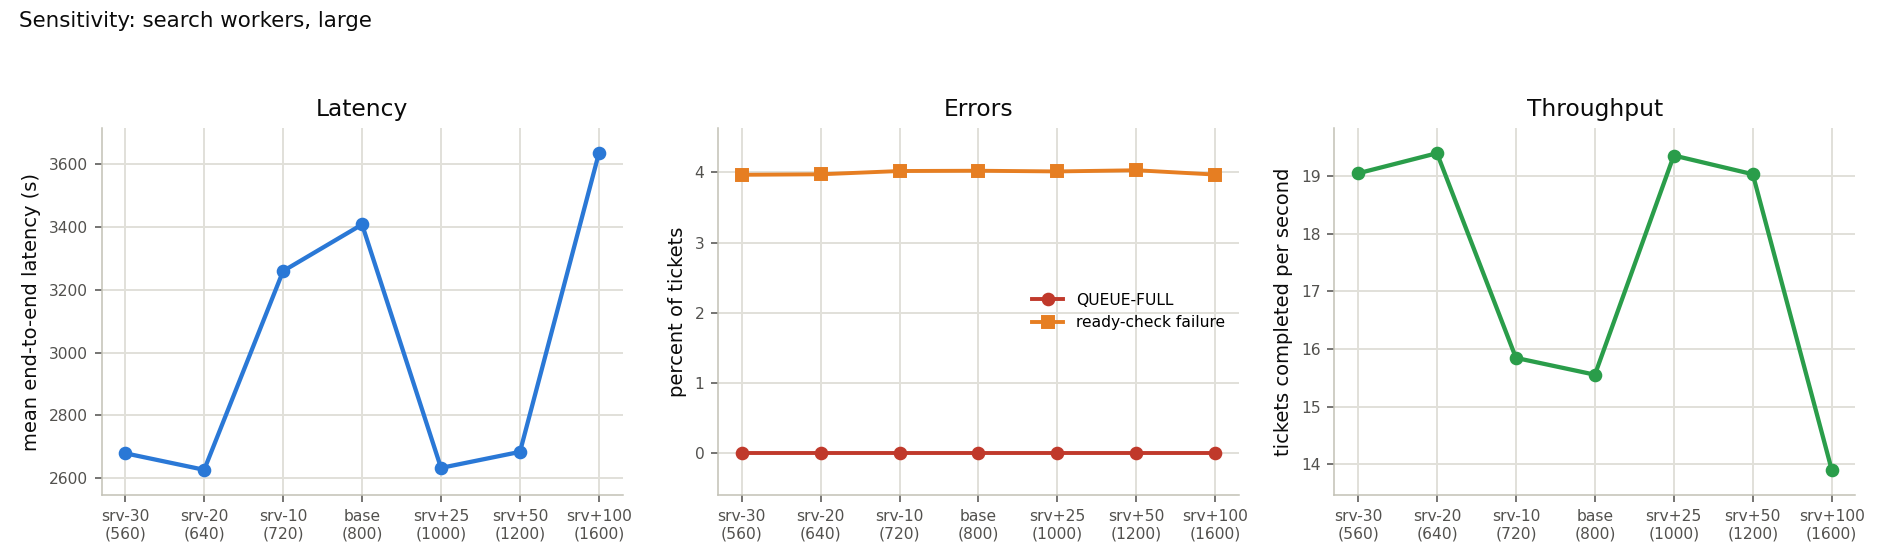 Sensitivity: search workers, large
Latency
mean end-to-end latency (s)
3600
3400
3200
3000
2800
2600
srv-30
(560)
srv-20
(640)
srv-10
(720)
base
(800)
srv+25
(1000)
srv+50
(1200)
srv+100
(1600)
Errors
percent of tickets
4
3
2
1
0
QUEUE-FULL
ready-check failure
srv-30
(560)
srv-20
(640)
srv-10
(720)
base
(800)
srv+25
(1000)
srv+50
(1200)
srv+100
(1600)
Throughput
tickets completed per second
19
18
17
16
15
14
srv-30
(560)
srv-20
(640)
srv-10
(720)
base
(800)
srv+25
(1000)
srv+50
(1200)
srv+100
(1600)